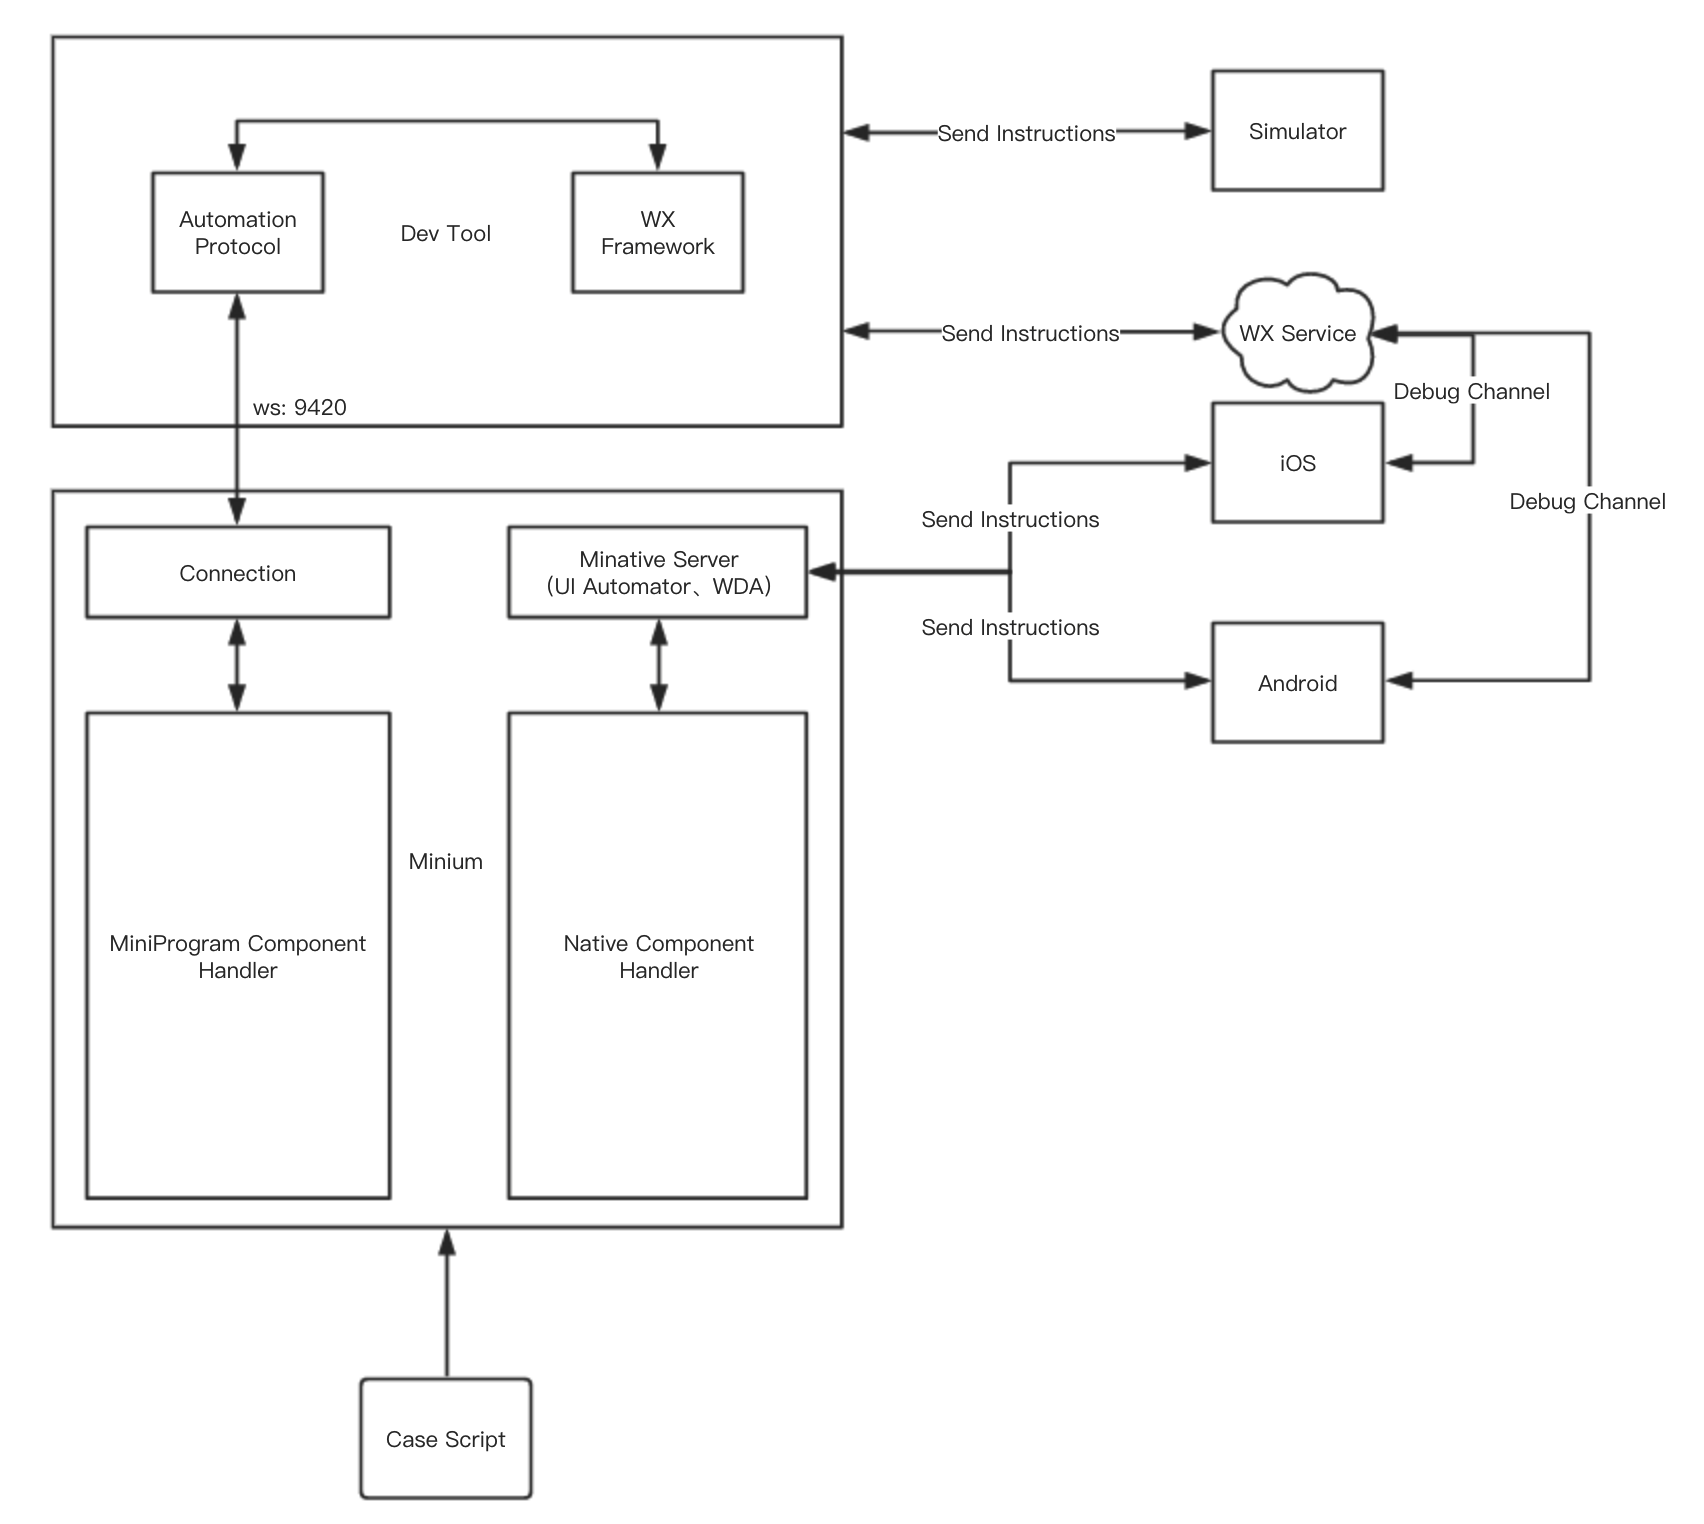 Send Instructions
Simulator
Automation
Protocol
Dev Tool
WX
Framework
Send Instructions
WX Service
Debug Channel
ws: 9420
iOS
Debug Channel
Send Instructions
Connection
Minative Server
(UI Automator、WDA)
Send Instructions
Android
Minium
MiniProgram Component
Handler
Native Component
Handler
Case Script